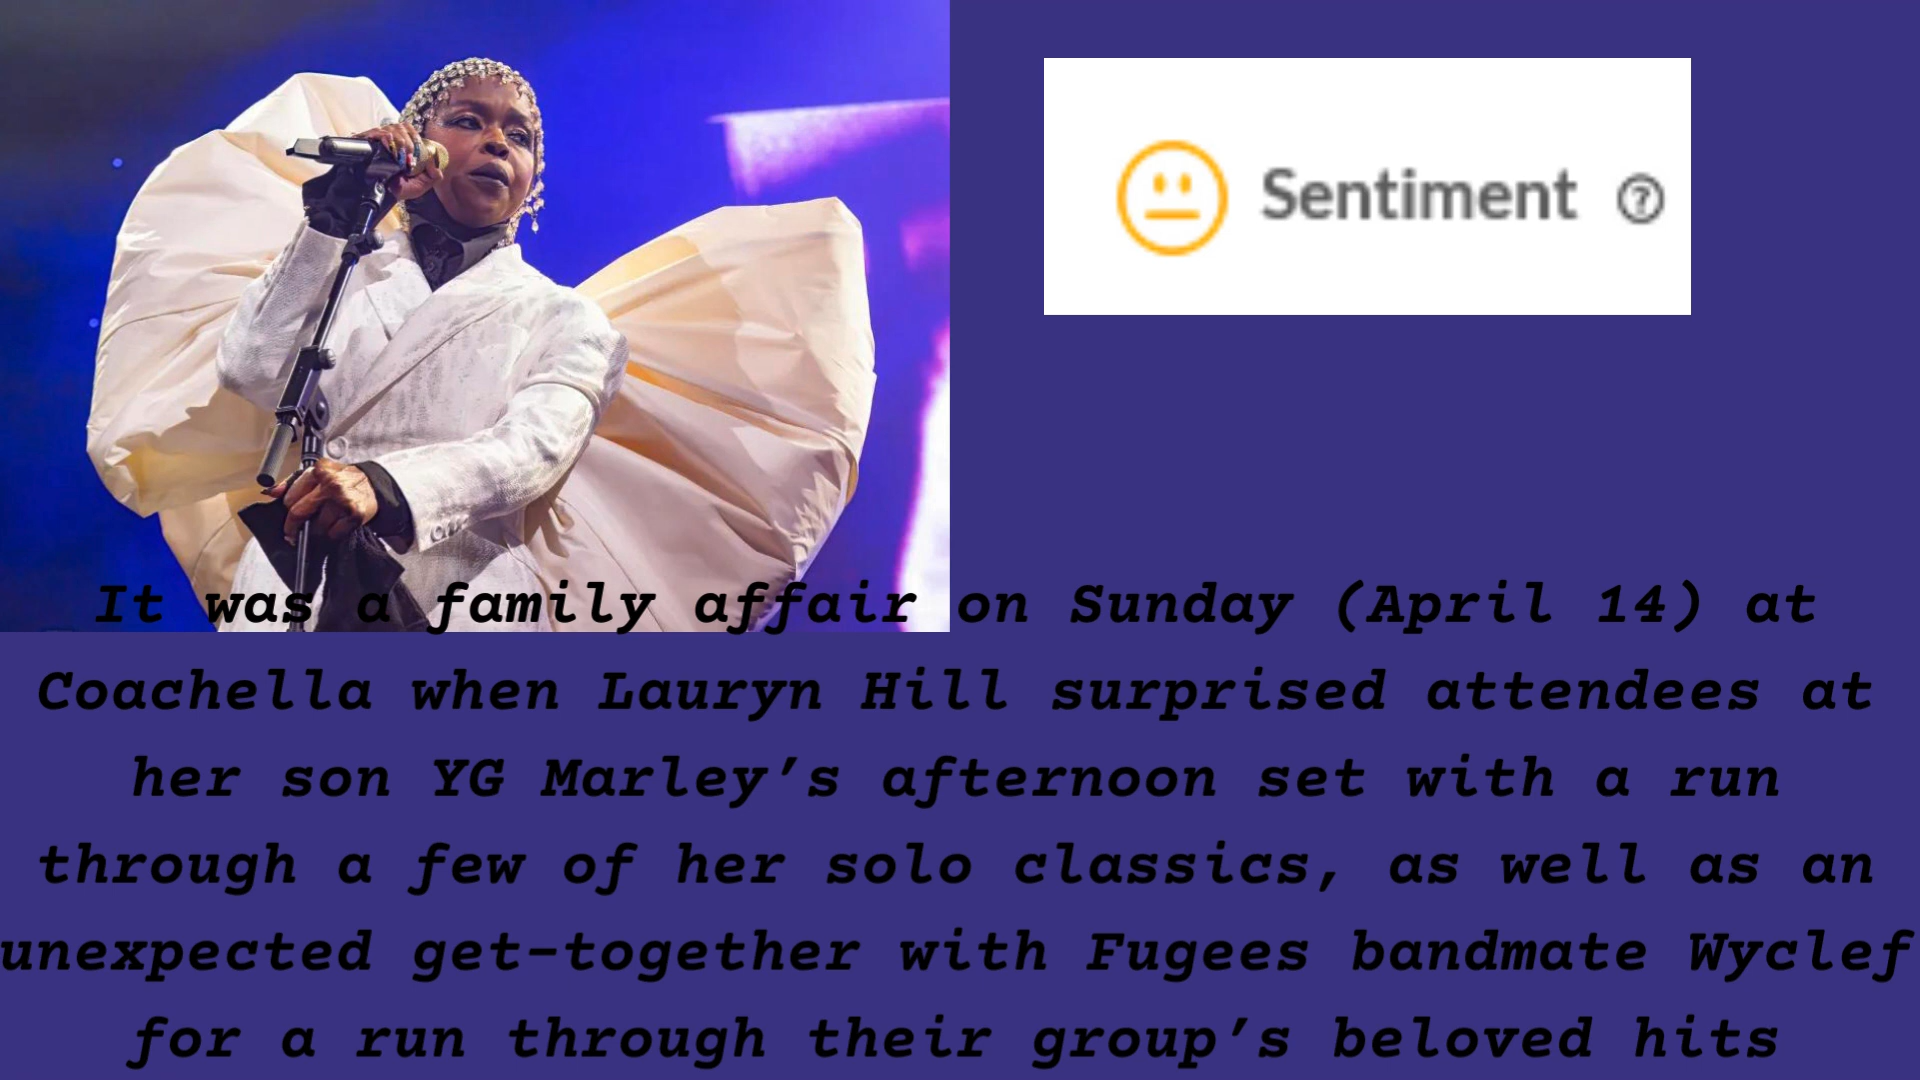 Sentiment ?
It was a family affair on Sunday (April 14) at
Coachella when Lauryn Hill surprised attendees at
her son YG Marley’s afternoon set with a run
through a few of her solo classics, as well as an
unexpected get-together with Fugees bandmate Wyclef
for a run through their group’s beloved hits